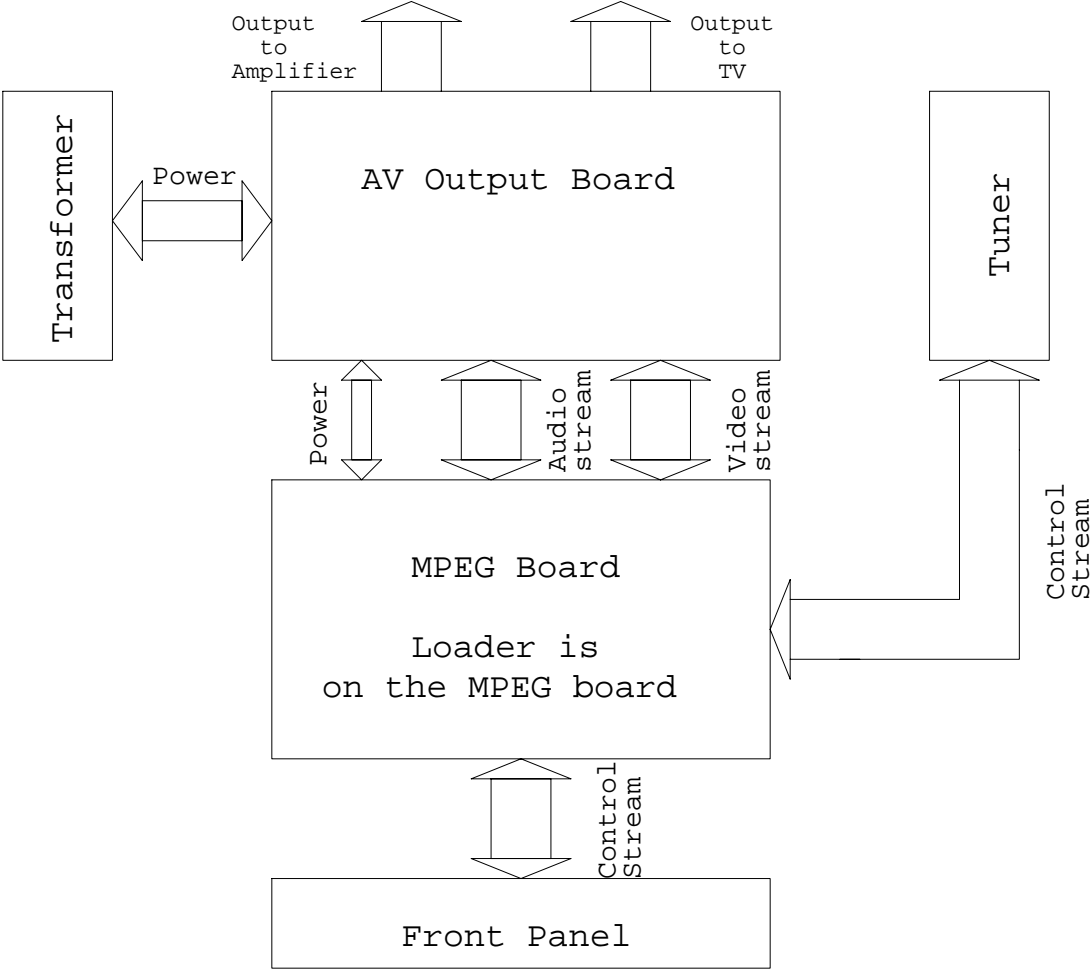 Output
to
Amplifier
Output
to
TV
Transformer
Power
AV Output Board
Tuner
Power
Audio
stream
Video
stream
Control
Stream
MPEG Board
Loader is
on the MPEG board
Control
Stream
Front Panel